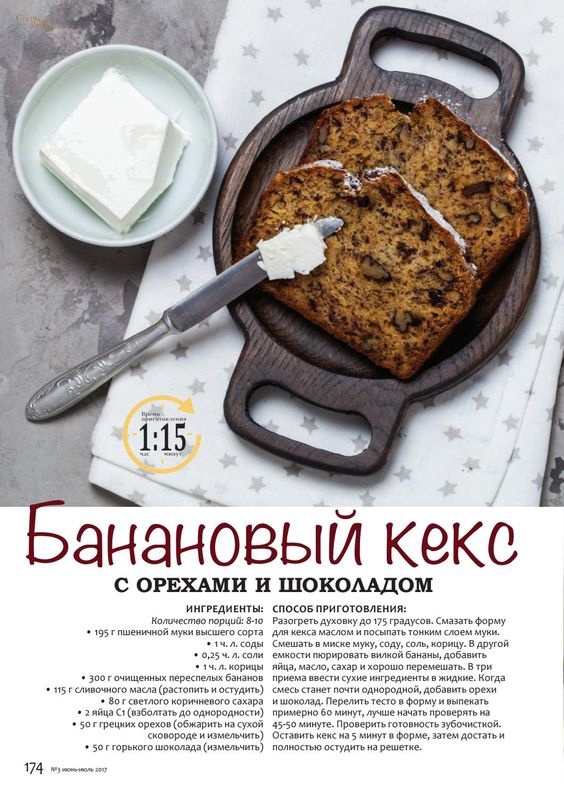 Crème
Brûlée
Время
приготовления
1:15
час минут
Банановый кекс
С ОРЕХАМИ И ШОКОЛАДОМ
ИНГРЕДИЕНТЫ:
Количество порций: 8-10
• 195 г пшеничной муки высшего сорта
• 1 ч. л. соды
• 0,25 ч. л. соли
• 1 ч. л. корицы
• 300 г очищенных переспелых бананов
• 115 г сливочного масла (растопить и остудить)
• 80 г светлого коричневого сахара
• 2 яйца С1 (взболтать до однородности)
• 50 г грецких орехов (обжарить на сухой
сковороде и измельчить)
• 50 г горького шоколада (измельчить)
СПОСОБ ПРИГОТОВЛЕНИЯ:
Разогреть духовку до 175 градусов. Смазать форму
для кекса маслом и посыпать тонким слоем муки.
Смешать в миске муку, соду, соль, корицу. В другой
емкости пюрировать вилкой бананы, добавить
яйца, масло, сахар и хорошо перемешать. В три
приема ввести сухие ингредиенты в жидкие. Когда
смесь станет почти однородной, добавить орехи
и шоколад. Перелить тесто в форму и выпекать
примерно 60 минут, лучше начать проверять на
45-50 минуте. Проверить готовность зубочисткой.
Оставить кекс на 5 минут в форме, затем достать и
полностью остудить на решетке.
174 №3 июнь-июль 2017